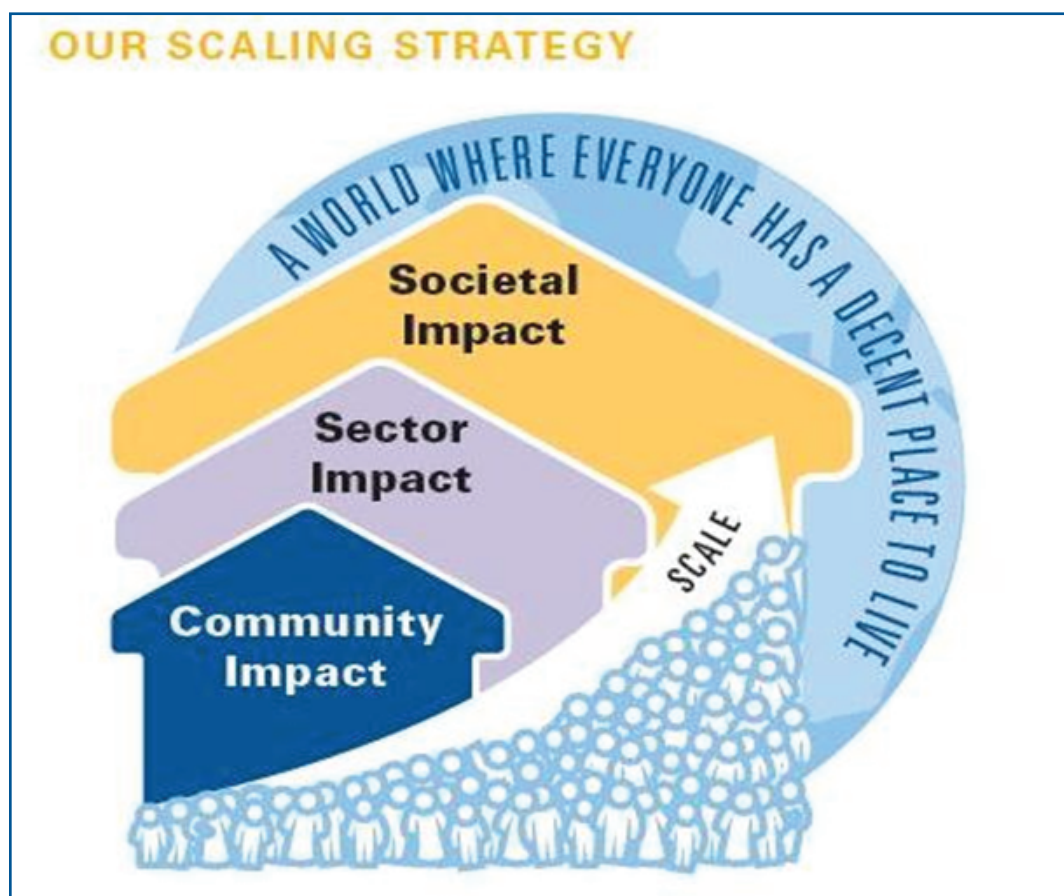 OUR SCALING STRATEGY
A WORLD WHERE EVERYONE HAS A DECENT PLACE TO LIVE
Societal
Impact
Sector
Impact
SCALE
Community
Impact